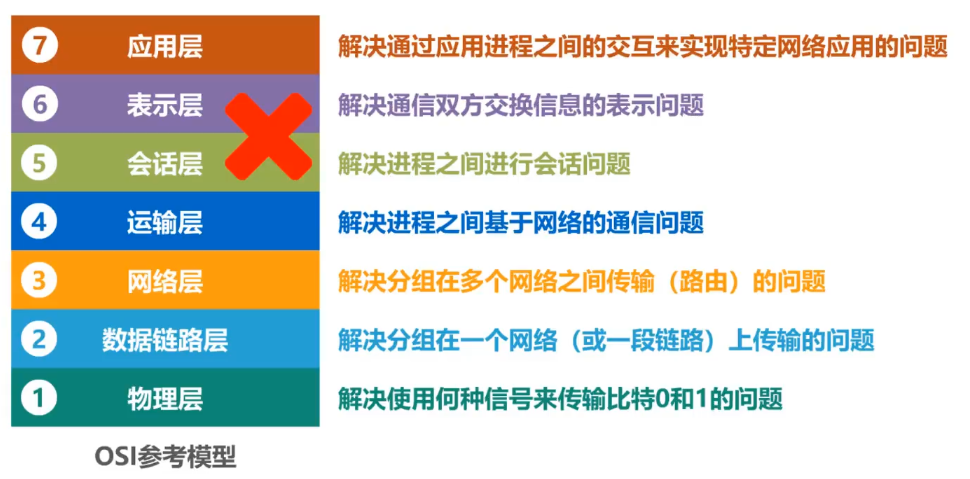 7 应用层 解决通过应用进程之间的交互来实现特定网络应用的问题
6 表示层 解决通信双方交换信息的表示问题
5 会话层 解决进程之间进行会话问题
4 运输层 解决进程之间基于网络的通信问题
3 网络层 解决分组在多个网络之间传输（路由）的问题
2 数据链路层 解决分组在一个网络（或一段链路）上传输的问题
1 物理层 解决使用何种信号来传输比特0和1的问题
OSI参考模型